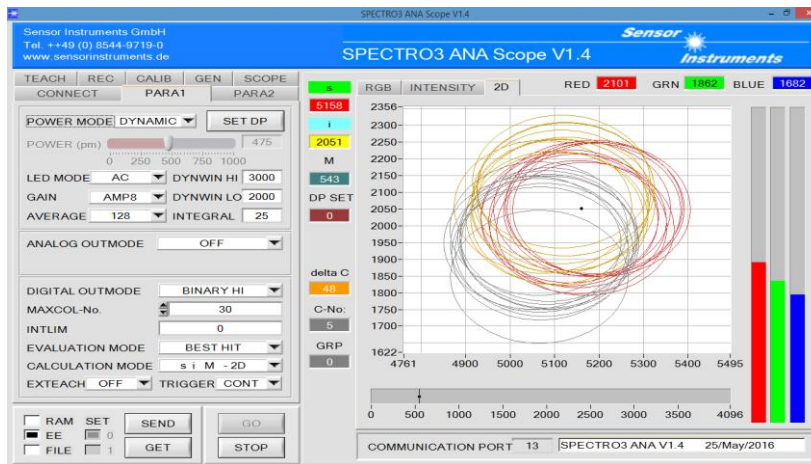 SPECTRO3 ANA Scope V1.4
Sensor Instruments GmbH
Tel. ++49 (0) 8544-9719-0
www.sensorinstruments.de
SPECTRO3 ANA Scope V1.4
Sensor
Instruments
TEACH REC CALIB GEN SCOPE
CONNECT PARA1 PARA2
POWER MODE DYNAMIC SET DP
POWER (pm) 475
0 250 500 750 1000
LED MODE AC DYNWIN HI 3000
GAIN AMP8 DYNWIN LO 2000
AVERAGE 128 INTEGRAL 25
ANALOG OUTMODE OFF
DIGITAL OUTMODE BINARY HI
MAXCOL-No. 30
INTLIM 0
EVALUATION MODE BEST HIT
CALCULATION MODE s i M - 2D
EXTEACH OFF TRIGGER CONT
RAM SET SEND GO
EE 0
FILE 1 GET STOP
s
5158
i
2051
M
543
DP SET
0
delta C
48
C-No:
5
GRP
0
RGB INTENSITY 2D RED 2101 GRN 1862 BLUE 1682
2356
2300
2250
2200
2150
2100
2050
2000
1950
1900
1850
1800
1750
1700
1622
4761 4900 5000 5100 5200 5300 5400 5495
0 500 1000 1500 2000 2500 3000 3500 4096
COMMUNICATION PORT 13 SPECTRO3 ANA V1.4 25/May/2016